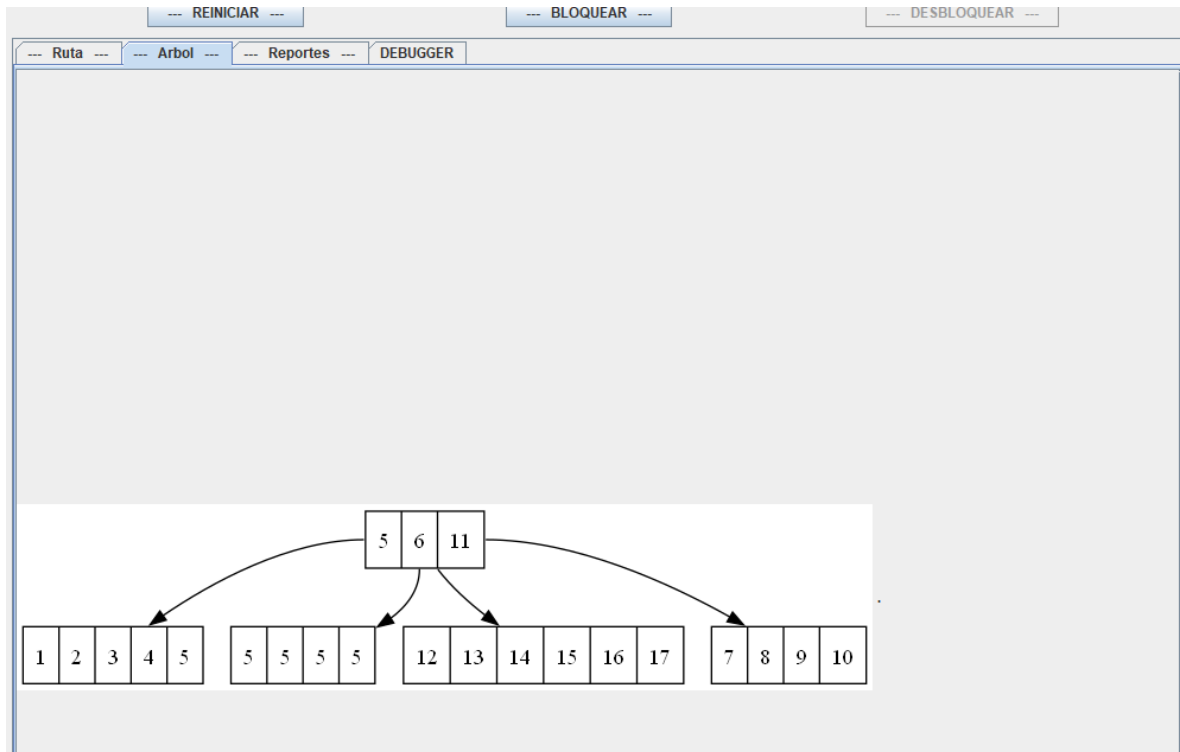 --- REINICIAR --- --- BLOQUEAR --- --- DESBLOQUEAR ---
--- Ruta --- --- Arbol --- --- Reportes --- DEBUGGER
5 6 11
1 2 3 4 5 5 5 5 5 12 13 14 15 16 17 7 8 9 10